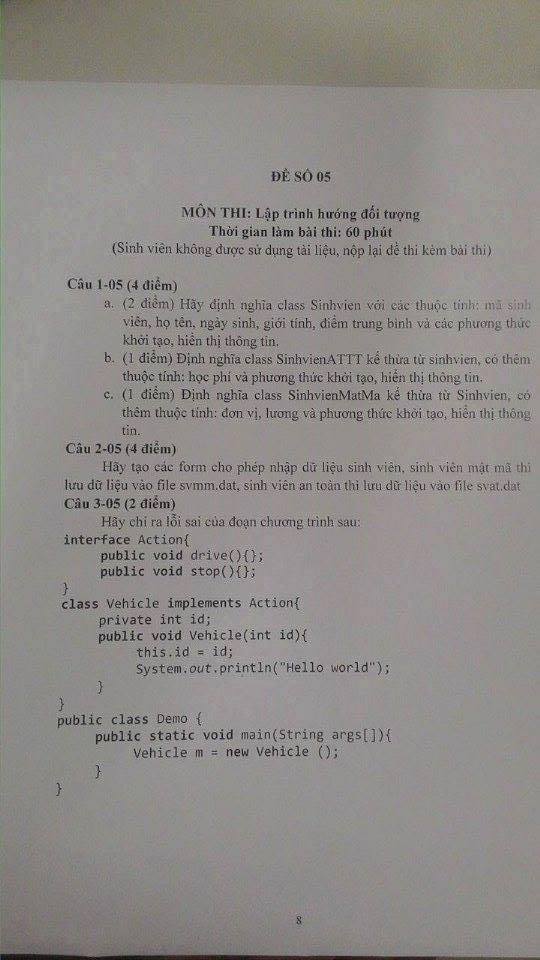 ĐỀ SỐ 05
MÔN THI: Lập trình hướng đối tượng
Thời gian làm bài thi: 60 phút
(Sinh viên không được sử dụng tài liệu, nộp lại đề thi kèm bài thi)
Câu 1-05 (4 điểm)
a. (2 điểm) Hãy định nghĩa class Sinhvien với các thuộc tính: mã sinh
viên, họ tên, ngày sinh, giới tính, điểm trung bình và các phương thức
khởi tạo, hiển thị thông tin.
b. (1 điểm) Định nghĩa class SinhvienATTT kế thừa từ sinhvien, có thêm
thuộc tính: học phí và phương thức khởi tạo, hiển thị thông tin.
c. (1 điểm) Định nghĩa class SinhvienMatMa kế thừa từ Sinhvien, có
thêm thuộc tính: đơn vị, lương và phương thức khởi tạo, hiển thị thông
tin.
Câu 2-05 (4 điểm)
Hãy tạo các form cho phép nhập dữ liệu sinh viên, sinh viên mật mã thì
lưu dữ liệu vào file svmm.dat, sinh viên an toàn thì lưu dữ liệu vào file svat.dat
Câu 3-05 (2 điểm)
Hãy chỉ ra lỗi sai của đoạn chương trình sau:
interface Action{
public void drive(){};
public void stop(){};
}
class Vehicle implements Action{
private int id;
public void Vehicle(int id){
this.id = id;
System.out.println("Hello world");
}
}
public class Demo {
public static void main(String args[]){
Vehicle m = new Vehicle ();
}
}
8